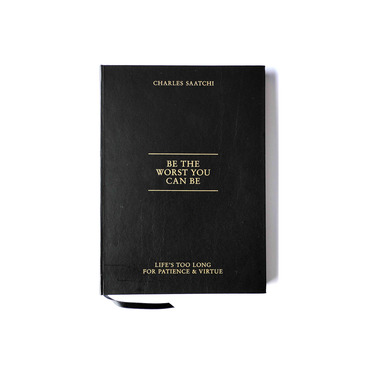 CHARLES SAATCHI
BE THE
WORST YOU
CAN BE
LIFE'S TOO LONG
FOR PATIENCE & VIRTUE